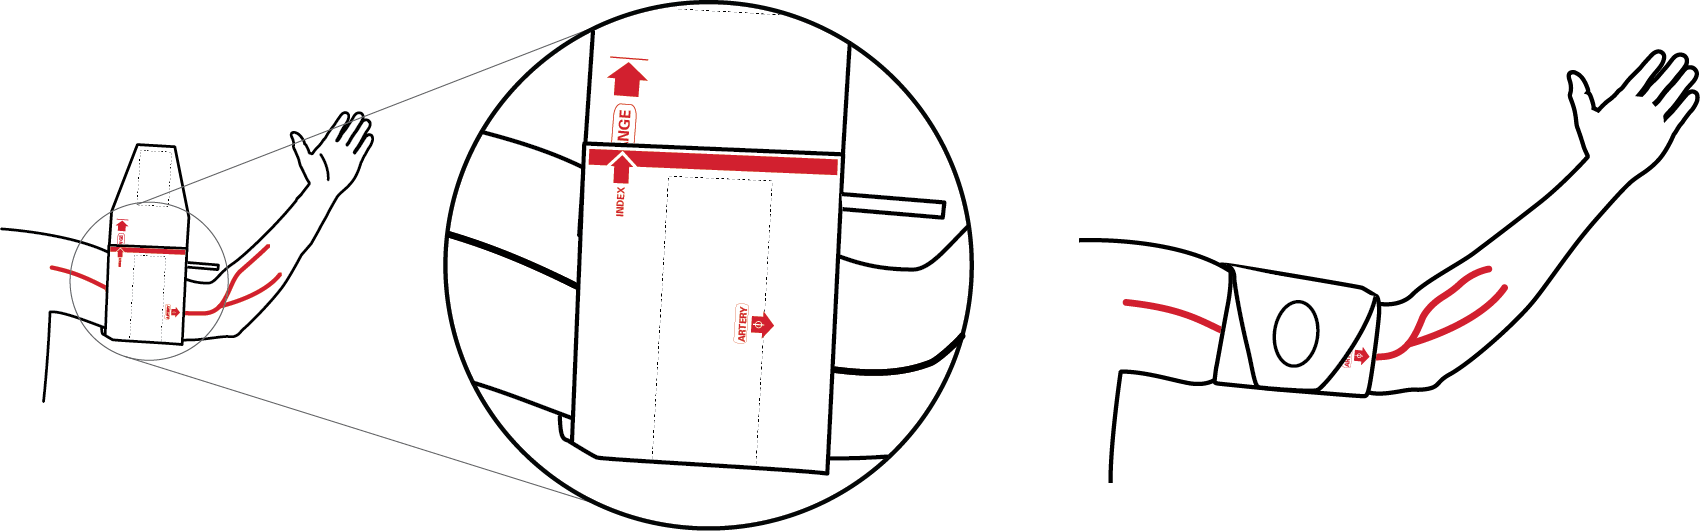 NGE
INDEX
ARTERY
Φ